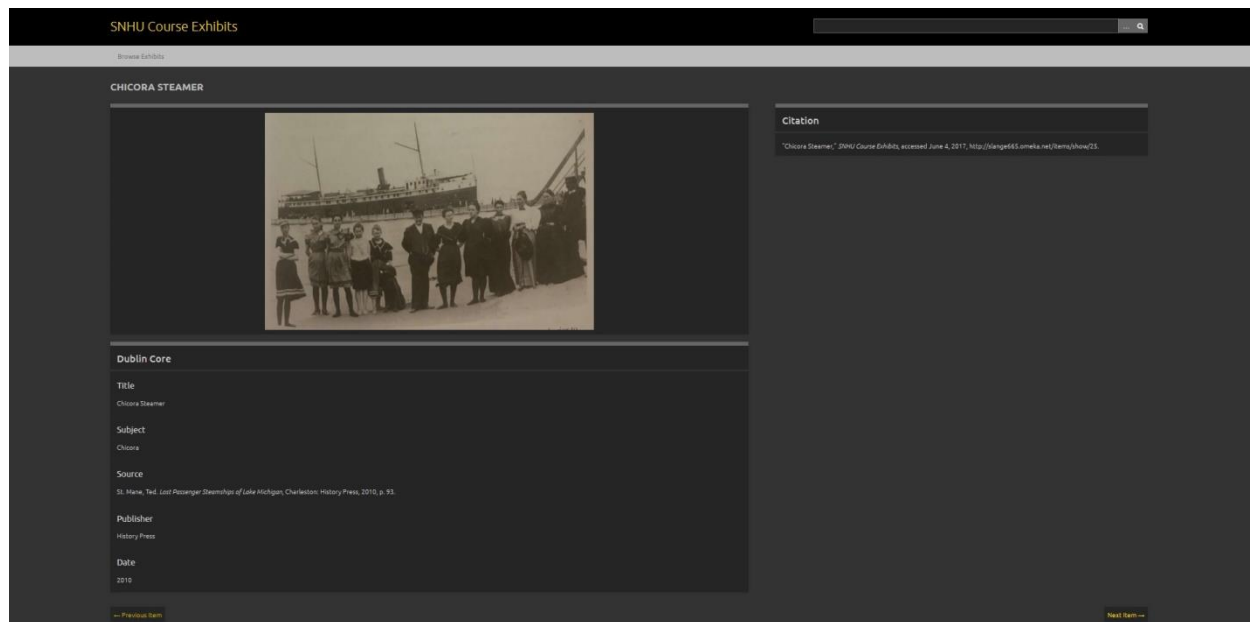 SNHU Course Exhibits
...
Browse Exhibits
CHICORA STEAMER
Citation
"Chicora Steamer," SNHU Course Exhibits, accessed June 4, 2017, http://slange665.omeka.net/items/show/25.
Dublin Core
Title
Chicora Steamer
Subject
Chicora
Source
St. Mane, Ted. Lost Passenger Steamships of Lake Michigan, Charleston: History Press, 2010, p. 93.
Publisher
History Press
Date
2010
← Previous Item
Next Item →